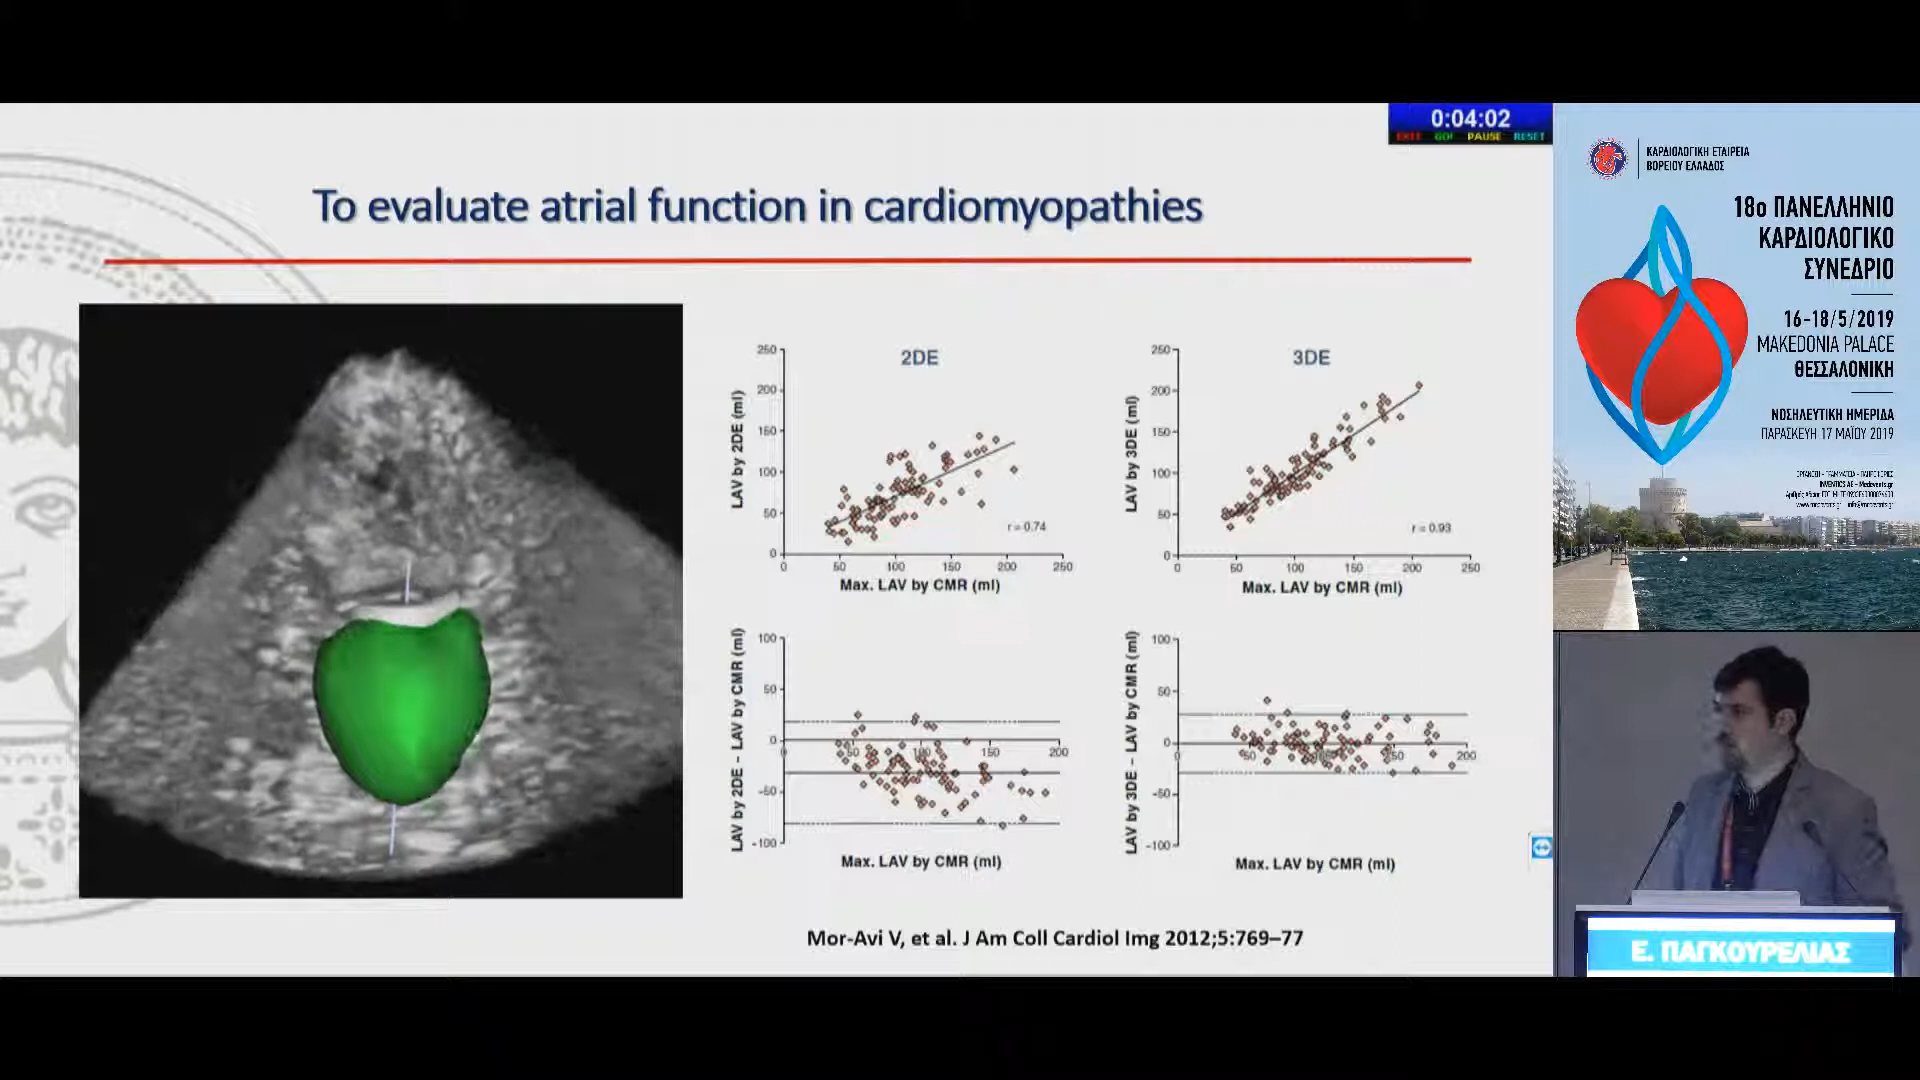 0:04:02
EXIT GO! PAUSE RESET
To evaluate atrial function in cardiomyopathies
2DE
LAV by 2DE (ml)
250
200
150
100
50
0
r = 0.74
50 100 150 200 250
Max. LAV by CMR (ml)
3DE
LAV by 3DE (ml)
250
200
150
100
50
0
r = 0.93
0 50 100 150 200 250
Max. LAV by CMR (ml)
LAV by 2DE – LAV by CMR (ml)
100
50
0
-50
-100
0 50 100 150 200
Max. LAV by CMR (ml)
LAV by 3DE – LAV by CMR (ml)
100
50
0
-50
-100
0 50 100 150 200
Max. LAV by CMR (ml)
Mor-Avi V, et al. J Am Coll Cardiol Img 2012;5:769–77
ΚΑΡΔΙΟΛΟΓΙΚΗ ΕΤΑΙΡΕΙΑ
ΒΟΡΕΙΟΥ ΕΛΛΑΔΟΣ
18ο ΠΑΝΕΛΛΗΝΙΟ
ΚΑΡΔΙΟΛΟΓΙΚΟ
ΣΥΝΕΔΡΙΟ
16-18/5/2019
MAKEDONIA PALACE
ΘΕΣΣΑΛΟΝΙΚΗ
ΝΟΣΗΛΕΥΤΙΚΗ ΗΜΕΡΙΔΑ
ΠΑΡΑΣΚΕΥΗ 17 ΜΑΪΟΥ 2019
INVENTICS AE - Medevents.gr
Ε. ΠΑΓΚΟΥΡΕΛΙΑΣ